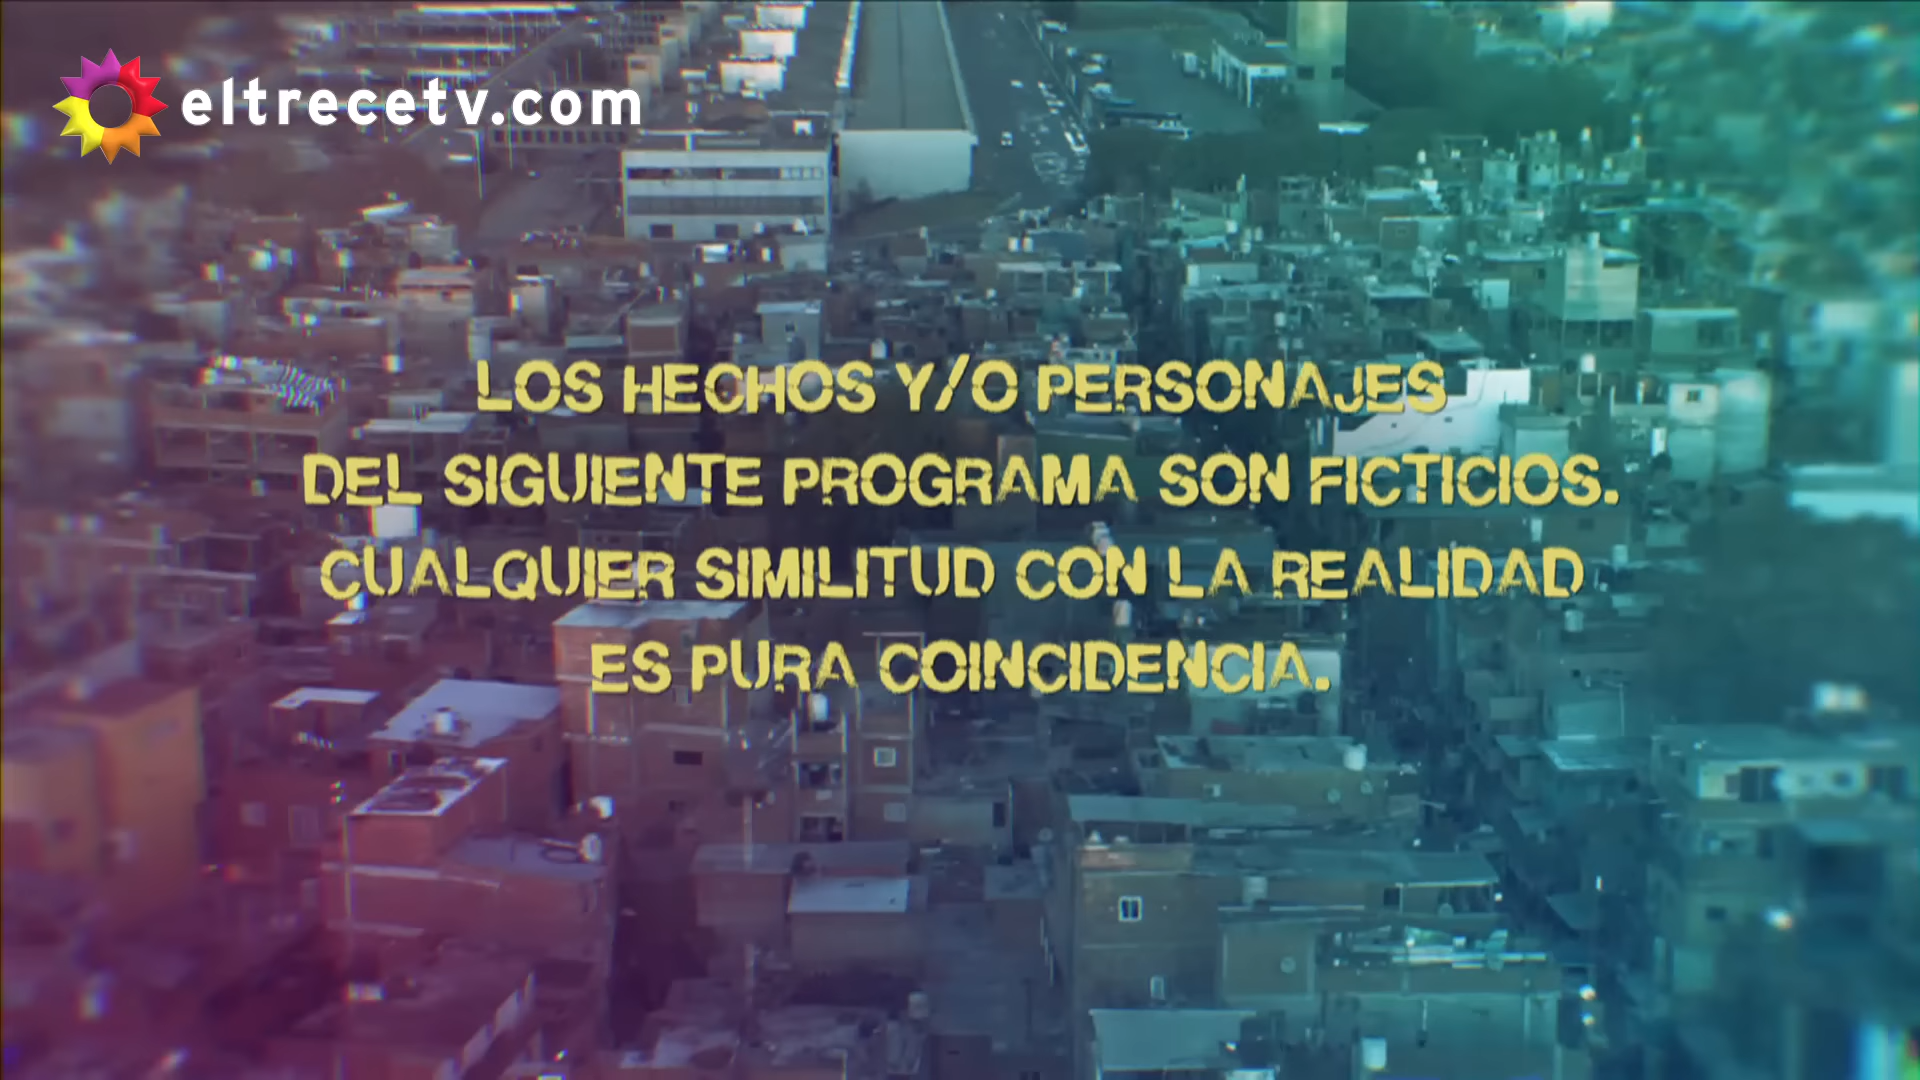 eltrecetv.com
LOS HECHOS Y/O PERSONAJES
DEL SIGUIENTE PROGRAMA SON FICTICIOS.
CUALQUIER SIMILITUD CON LA REALIDAD
ES PURA COINCIDENCIA.